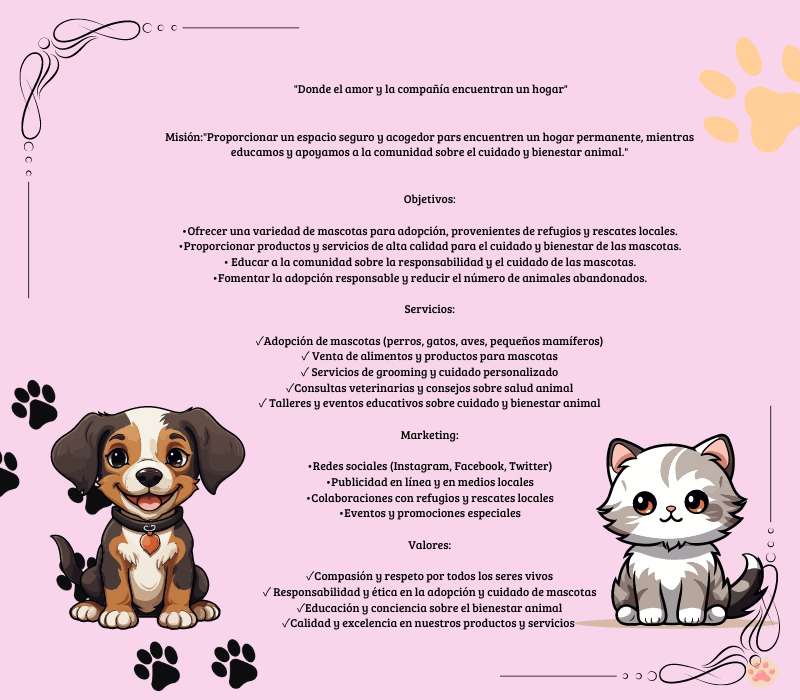 "Donde el amor y la compañía encuentran un hogar"
Misión:"Proporcionar un espacio seguro y acogedor pars encuentren un hogar permanente, mientras
educamos y apoyamos a la comunidad sobre el cuidado y bienestar animal."
Objetivos:
•Ofrecer una variedad de mascotas para adopción, provenientes de refugios y rescates locales.
•Proporcionar productos y servicios de alta calidad para el cuidado y bienestar de las mascotas.
• Educar a la comunidad sobre la responsabilidad y el cuidado de las mascotas.
•Fomentar la adopción responsable y reducir el número de animales abandonados.
Servicios:
✓Adopción de mascotas (perros, gatos, aves, pequeños mamíferos)
✓ Venta de alimentos y productos para mascotas
✓ Servicios de grooming y cuidado personalizado
✓Consultas veterinarias y consejos sobre salud animal
✓ Talleres y eventos educativos sobre cuidado y bienestar animal
Marketing:
•Redes sociales (Instagram, Facebook, Twitter)
•Publicidad en línea y en medios locales
•Colaboraciones con refugios y rescates locales
•Eventos y promociones especiales
Valores:
✓Compasión y respeto por todos los seres vivos
✓ Responsabilidad y ética en la adopción y cuidado de mascotas
✓Educación y conciencia sobre el bienestar animal
✓Calidad y excelencia en nuestros productos y servicios